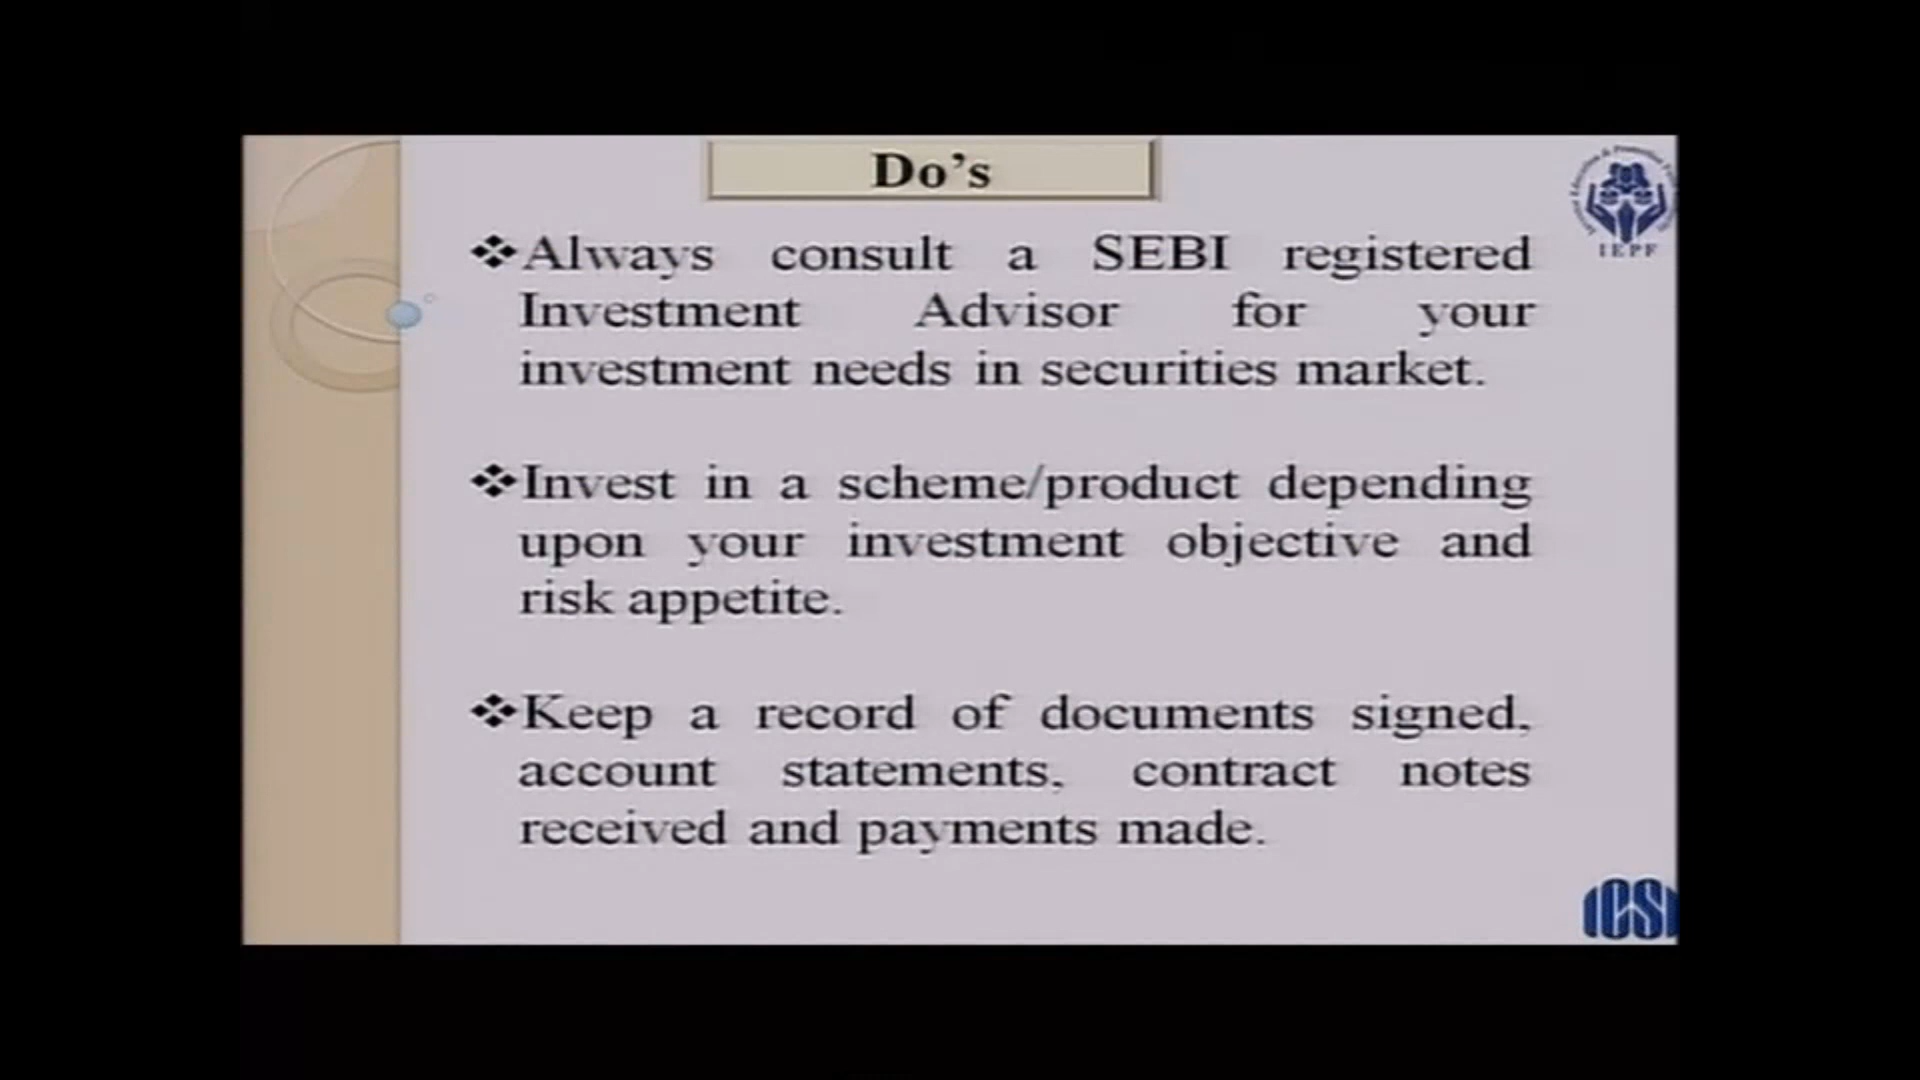 Do's
❖Always consult a SEBI registered
Investment Advisor for your
investment needs in securities market.
❖Invest in a scheme/product depending
upon your investment objective and
risk appetite.
❖Keep a record of documents signed,
account statements, contract notes
received and payments made.
IEPF
ICSI